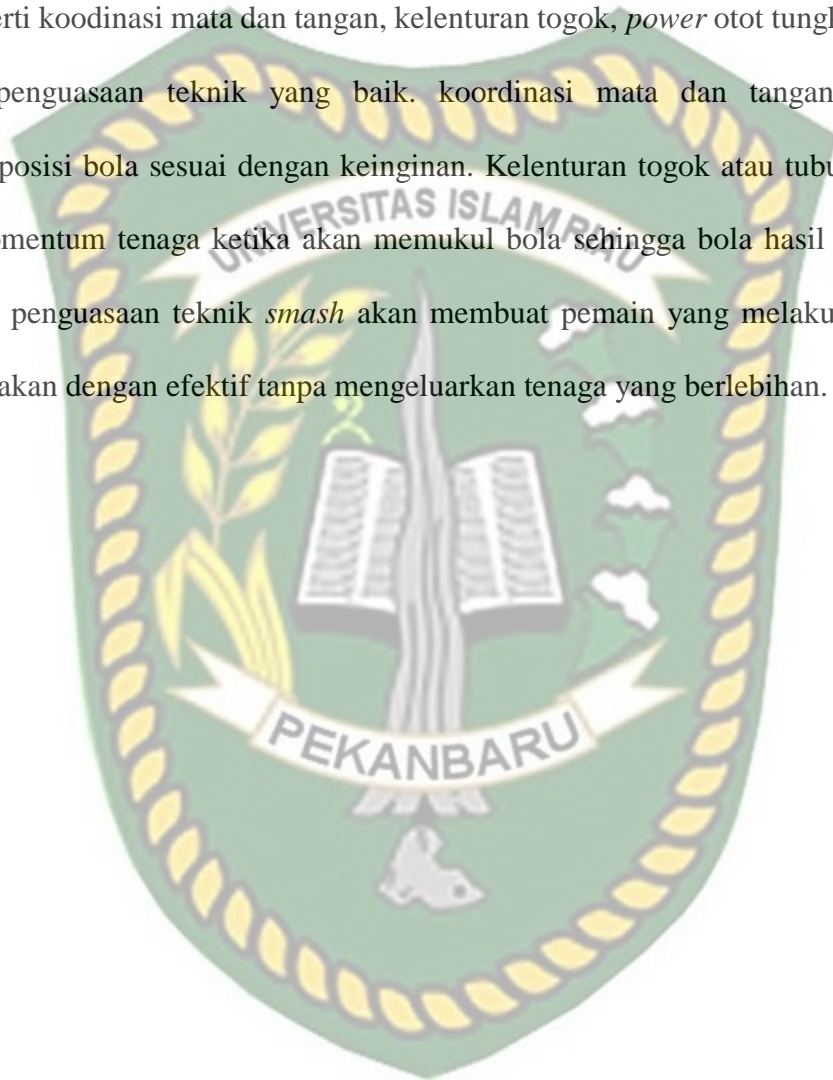 erti koodinasi mata dan tangan, kelenturan togok, power otot tungk
penguasaan teknik yang baik. koordinasi mata dan tangan
posisi bola sesuai dengan keinginan. Kelenturan togok atau tubu
omentum tenaga ketika akan memukul bola sehingga bola hasil
penguasaan teknik smash akan membuat pemain yang melaku
akan dengan efektif tanpa mengeluarkan tenaga yang berlebihan.
UNIVERSITAS ISLAM RIAU
PEKANBARU